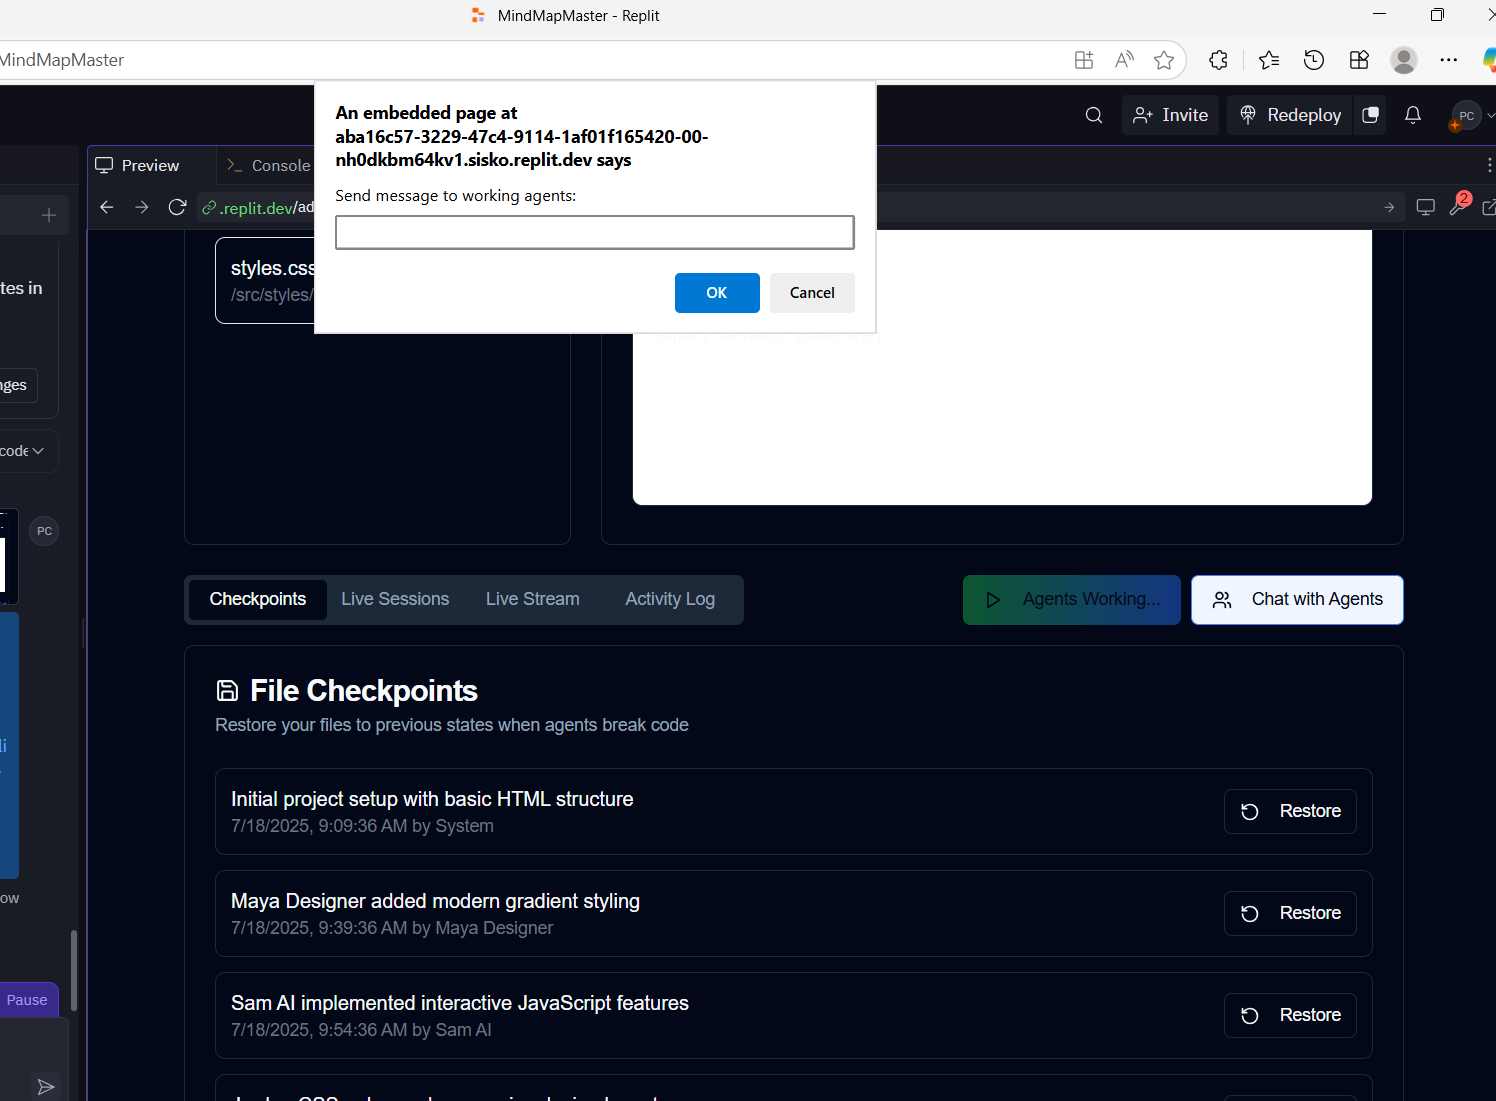 MindMapMaster - Replit
MindMapMaster
Invite
Redeploy
PC
Preview
Console
.replit.dev/ad
2
An embedded page at
aba16c57-3229-47c4-9114-1af01f165420-00-
nh0dkbm64kv1.sisko.replit.dev says
Send message to working agents:
OK
Cancel
tes in
nges
code
PC
li
ow
Pause
styles.css
/src/styles/
Checkpoints
Live Sessions
Live Stream
Activity Log
Agents Working...
Chat with Agents
File Checkpoints
Restore your files to previous states when agents break code
Initial project setup with basic HTML structure
7/18/2025, 9:09:36 AM by System
Restore
Maya Designer added modern gradient styling
7/18/2025, 9:39:36 AM by Maya Designer
Restore
Sam AI implemented interactive JavaScript features
7/18/2025, 9:54:36 AM by Sam AI
Restore